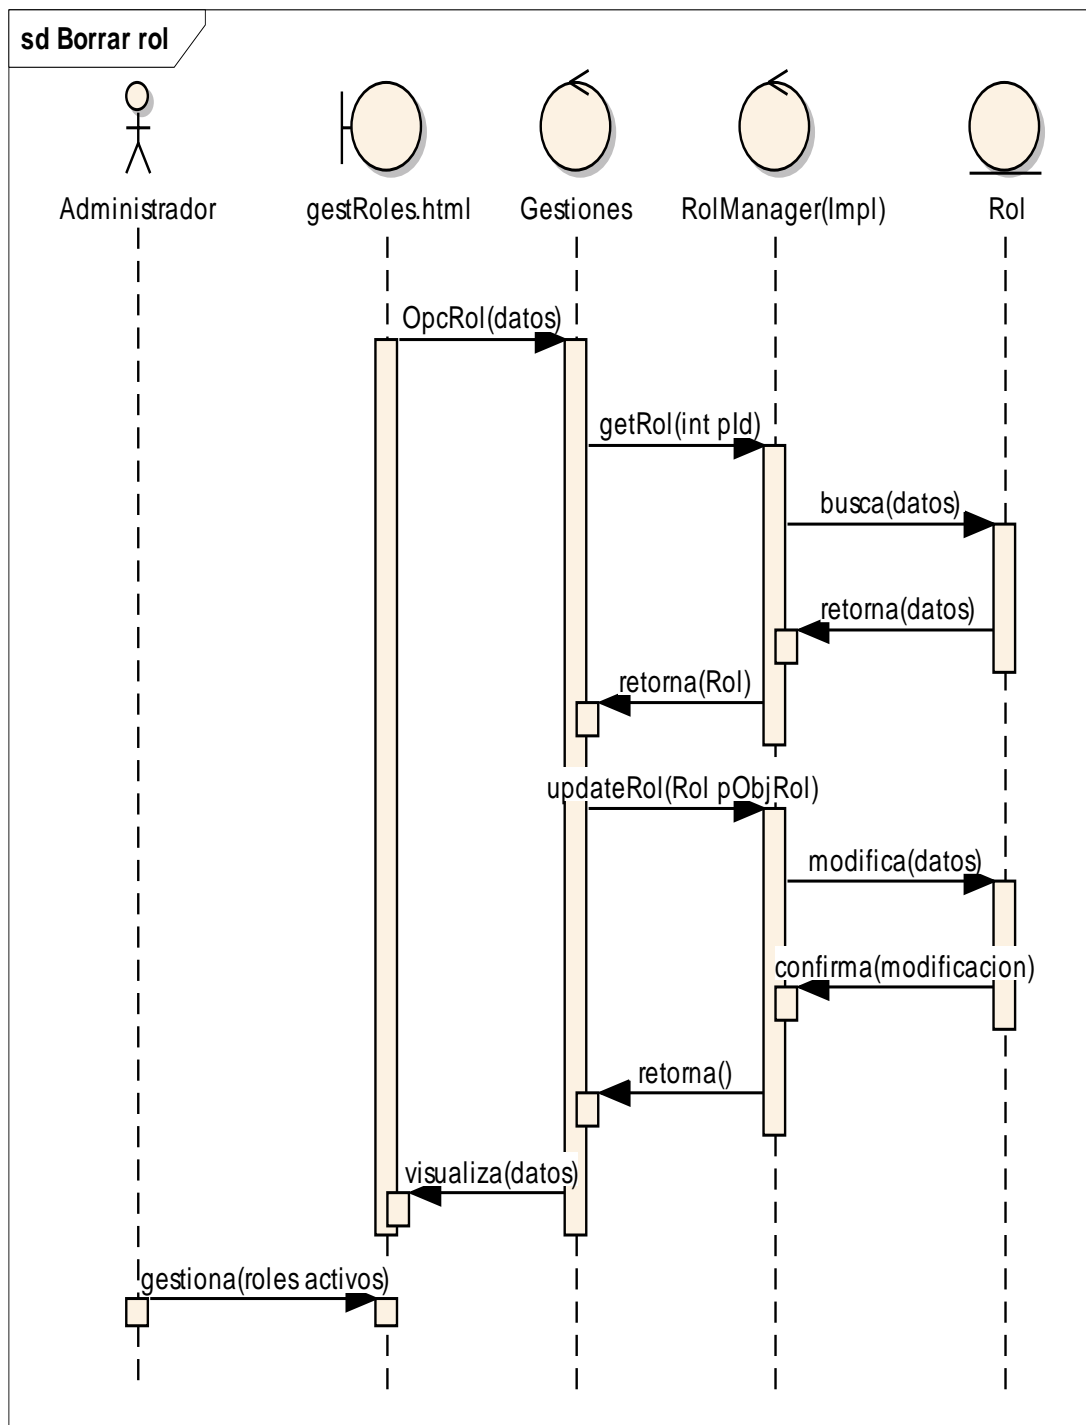 sd Borrar rol
Administrador
gestRoles.html
Gestiones
RolManager(Impl)
Rol
OpcRol(datos)
getRol(int pId)
busca(datos)
retorna(datos)
retorna(Rol)
updateRol(Rol pObjRol)
modifica(datos)
confirma(modificacion)
retorna()
visualiza(datos)
gestiona(roles activos)